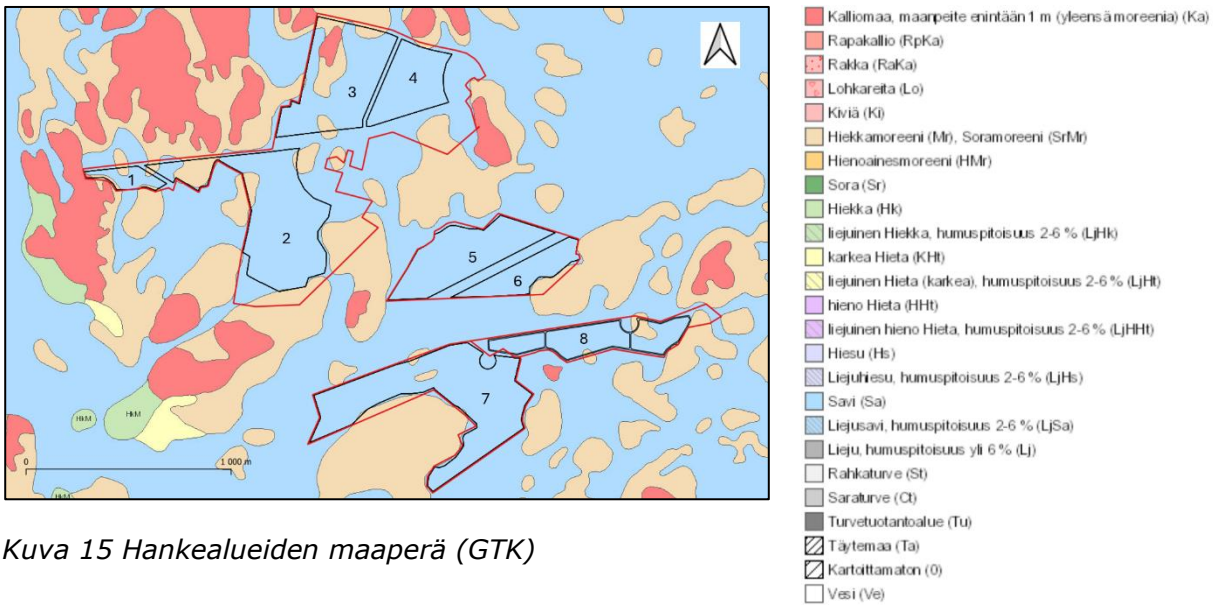 3
4
1
2
5
6
8
7
HkM
HkM
HkM
0
1 000 m
Kuva 15 Hankealueiden maaperä (GTK)
Kalliomaa, maanpeite enintään 1 m (yleensä moreenia) (Ka)
Rapakallio (RpKa)
Rakka (RaKa)
Lohkareita (Lo)
Kiviä (Ki)
Hiekkamoreeni (Mr), Soramoreeni (SrMr)
Hienoainesmoreeni (HMr)
Sora (Sr)
Hiekka (Hk)
liejuinen Hiekka, humuspitoisuus 2-6 % (LjHk)
karkea Hieta (KHt)
liejuinen Hieta (karkea), humuspitoisuus 2-6 % (LjHt)
hieno Hieta (HHt)
liejuinen hieno Hieta, humuspitoisuus 2-6 % (LjHHt)
Hiesu (Hs)
Liejuhiesu, humuspitoisuus 2-6 % (LjHs)
Savi (Sa)
Liejusavi, humuspitoisuus 2-6 % (LjSa)
Lieju, humuspitoisuus yli 6 % (Lj)
Rahkaturve (St)
Saraturve (Ct)
Turvetuotantoalue (Tu)
Täytemaa (Ta)
Kartoittamaton (0)
Vesi (Ve)